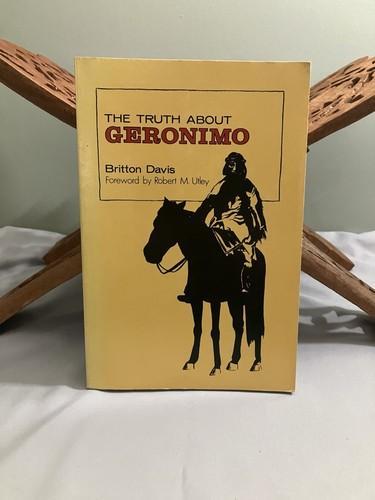 THE TRUTH ABOUT
GERONIMO
Britton Davis
Foreword by Robert M. Utley